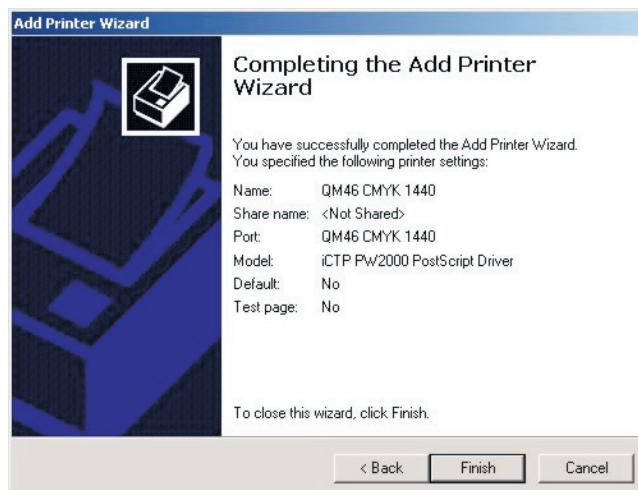 Add Printer Wizard
Completing the Add Printer
Wizard
You have successfully completed the Add Printer Wizard.
You specified the following printer settings:
Name: QM46 CMYK 1440
Share name: <Not Shared>
Port: QM46 CMYK 1440
Model: iCTP PW2000 PostScript Driver
Default: No
Test page: No
To close this wizard, click Finish.
< Back Finish Cancel